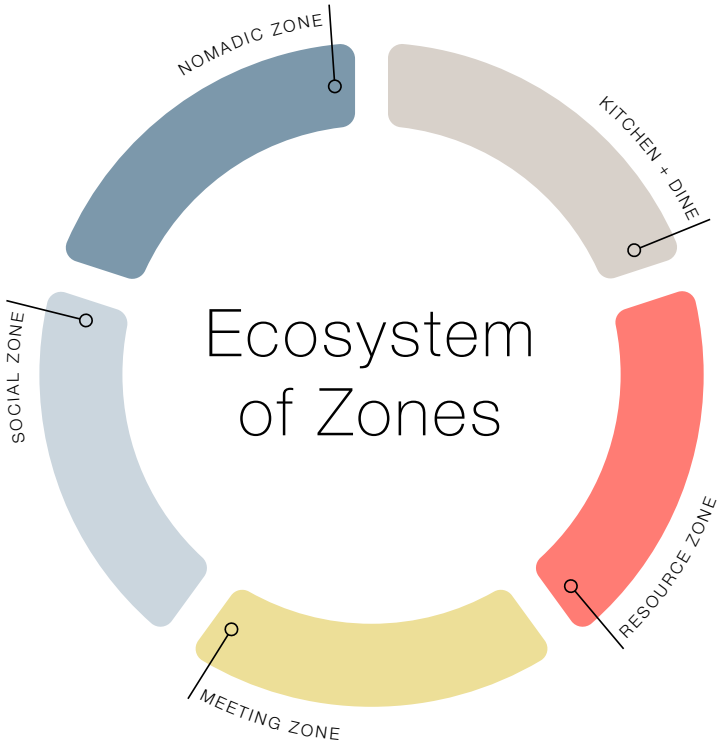 NOMADIC ZONE
KITCHEN + DINE
SOCIAL ZONE
Ecosystem
of Zones
RESOURCE ZONE
MEETING ZONE